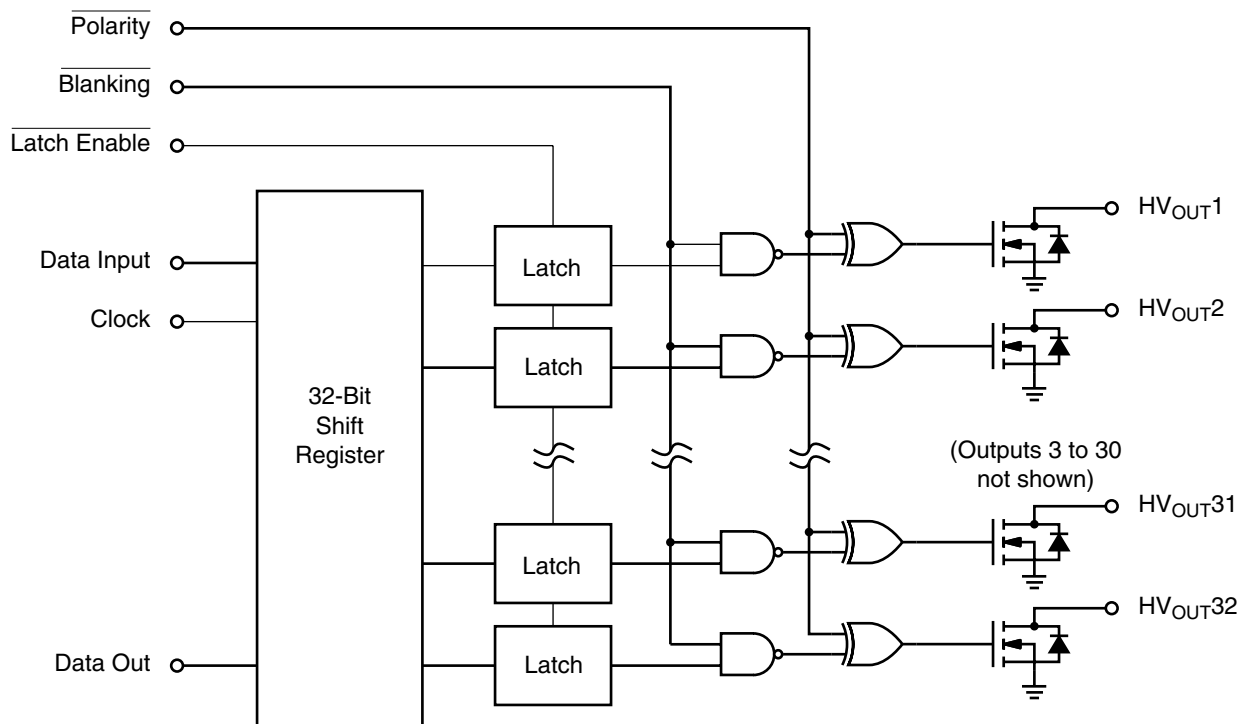 Polarity
Blanking
Latch Enable
Data Input
Clock
Data Out
32-Bit
Shift
Register
Latch
Latch
Latch
Latch
HVOUT1
HVOUT2
(Outputs 3 to 30
not shown)
HVOUT31
HVOUT32